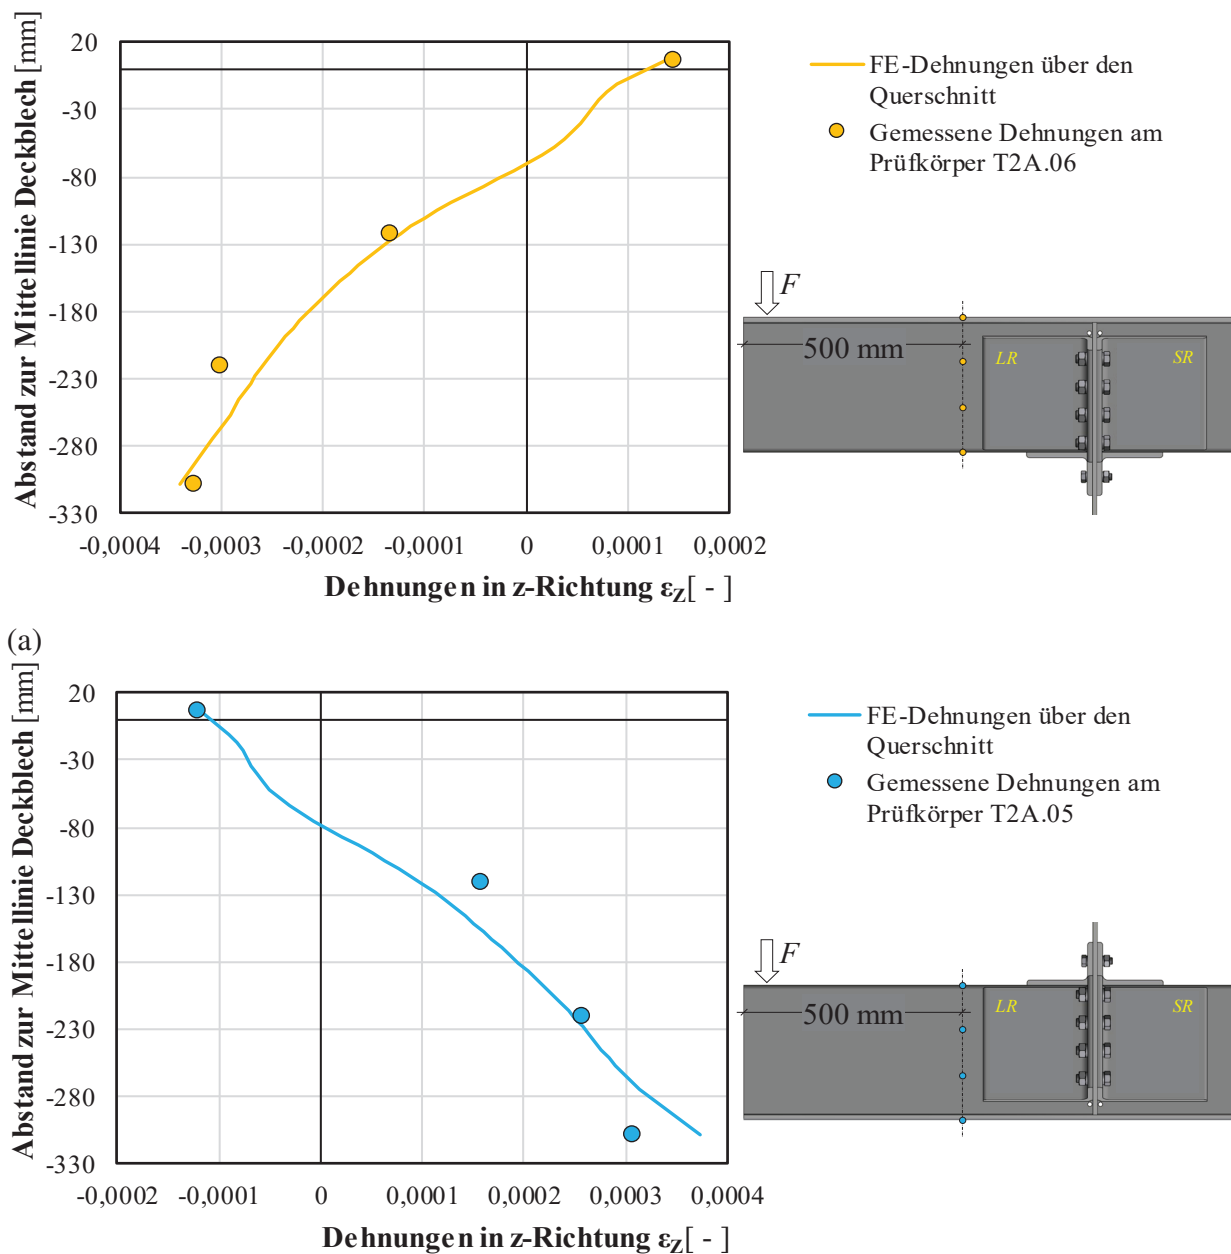 Abstand zur Mittellinie Deckblech [mm]
20
-30
-80
-130
-180
-230
-280
-330
-0,0004 -0,0003 -0,0002 -0,0001 0 0,0001 0,0002
Dehnungen in z-Richtung εZ[ - ]
FE-Dehnungen über den
Querschnitt
Gemessene Dehnungen am
Prüfkörper T2A.06
F
500 mm
LR
SR
(a)
Abstand zur Mittellinie Deckblech [mm]
20
-30
-80
-130
-180
-230
-280
-330
-0,0002 -0,0001 0 0,0001 0,0002 0,0003 0,0004
Dehnungen in z-Richtung εZ[ - ]
FE-Dehnungen über den
Querschnitt
Gemessene Dehnungen am
Prüfkörper T2A.05
F
500 mm
LR
SR